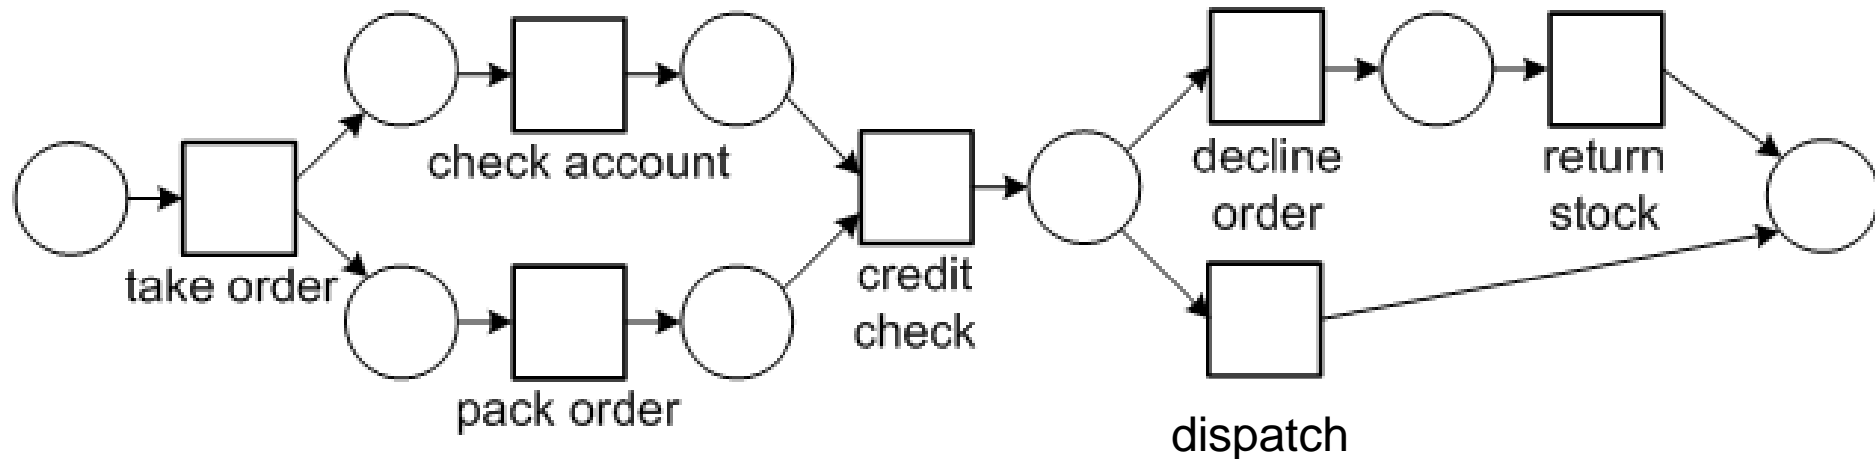 take order
check account
pack order
credit
check
decline
order
return
stock
dispatch